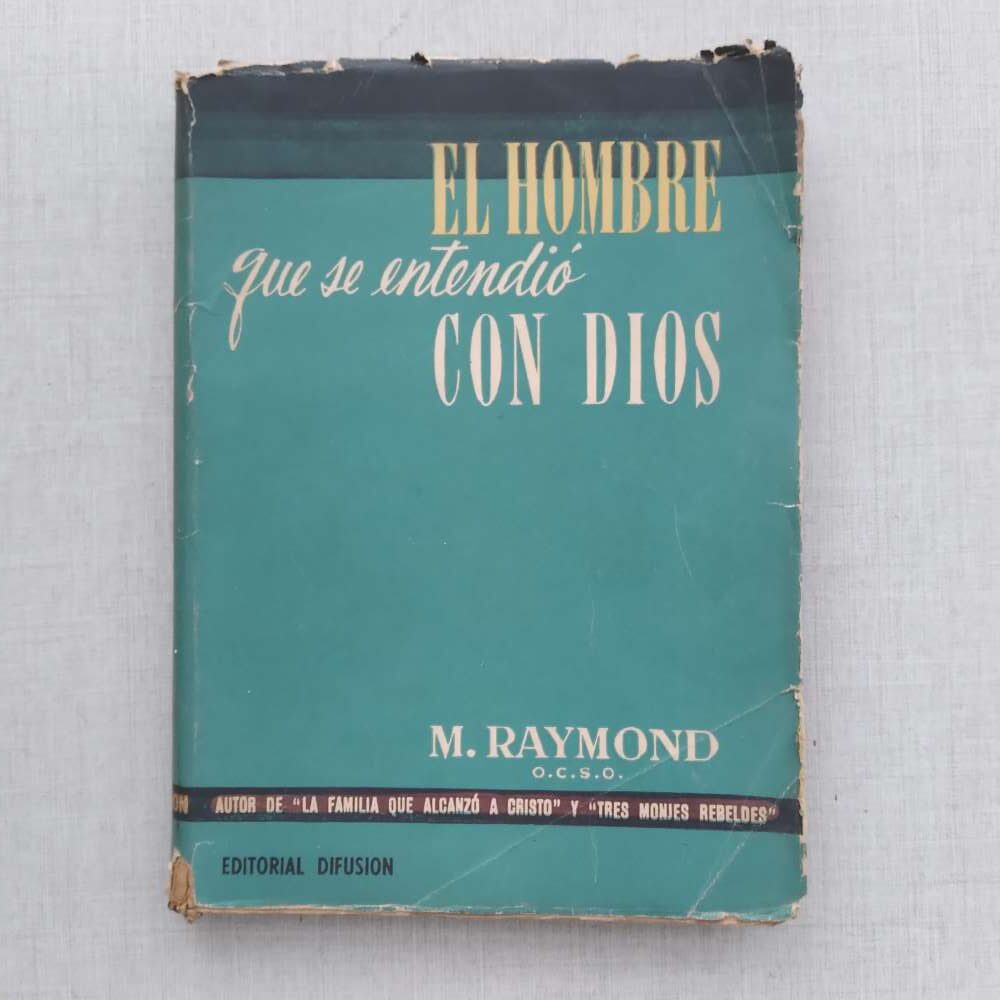 EL HOMBRE
que se entendió
CON DIOS
M. RAYMOND
O.C.S.O.
ON AUTOR DE "LA FAMILIA QUE ALCANZÓ A CRISTO" Y "TRES MONJES REBELDES"
EDITORIAL DIFUSION